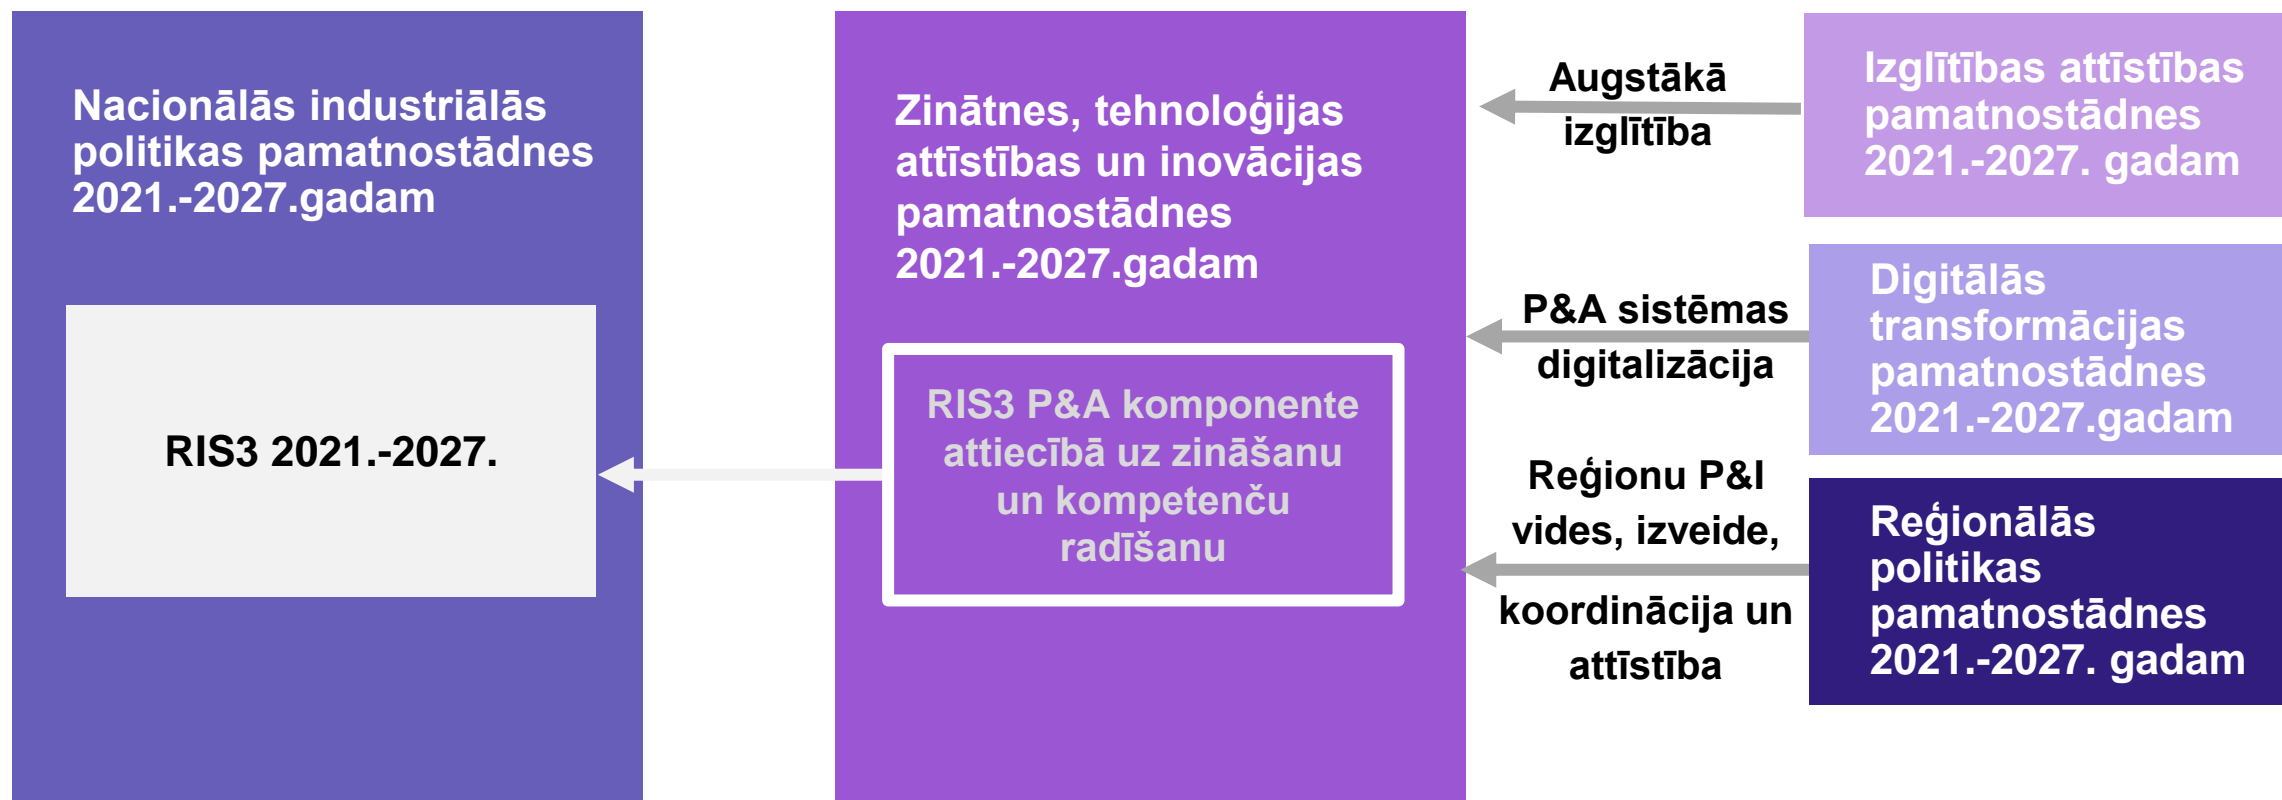 Nacionālās industriālās
politikas pamatnostādnes
2021.-2027.gadam
RIS3 2021.-2027.
Zinātnes, tehnoloģijas
attīstības un inovācijas
pamatnostādnes
2021.-2027.gadam
RIS3 P&A komponente
attiecībā uz zināšanu
un kompetenču
radīšanu
Augstākā
izglītība
P&A sistēmas
digitalizācija
Reģionu P&I
vides, izveide,
koordinācija un
attīstība
Izglītības attīstības
pamatnostādnes
2021.-2027. gadam
Digitālās
transformācijas
pamatnostādnes
2021.-2027.gadam
Reģionālās
politikas
pamatnostādnes
2021.-2027. gadam